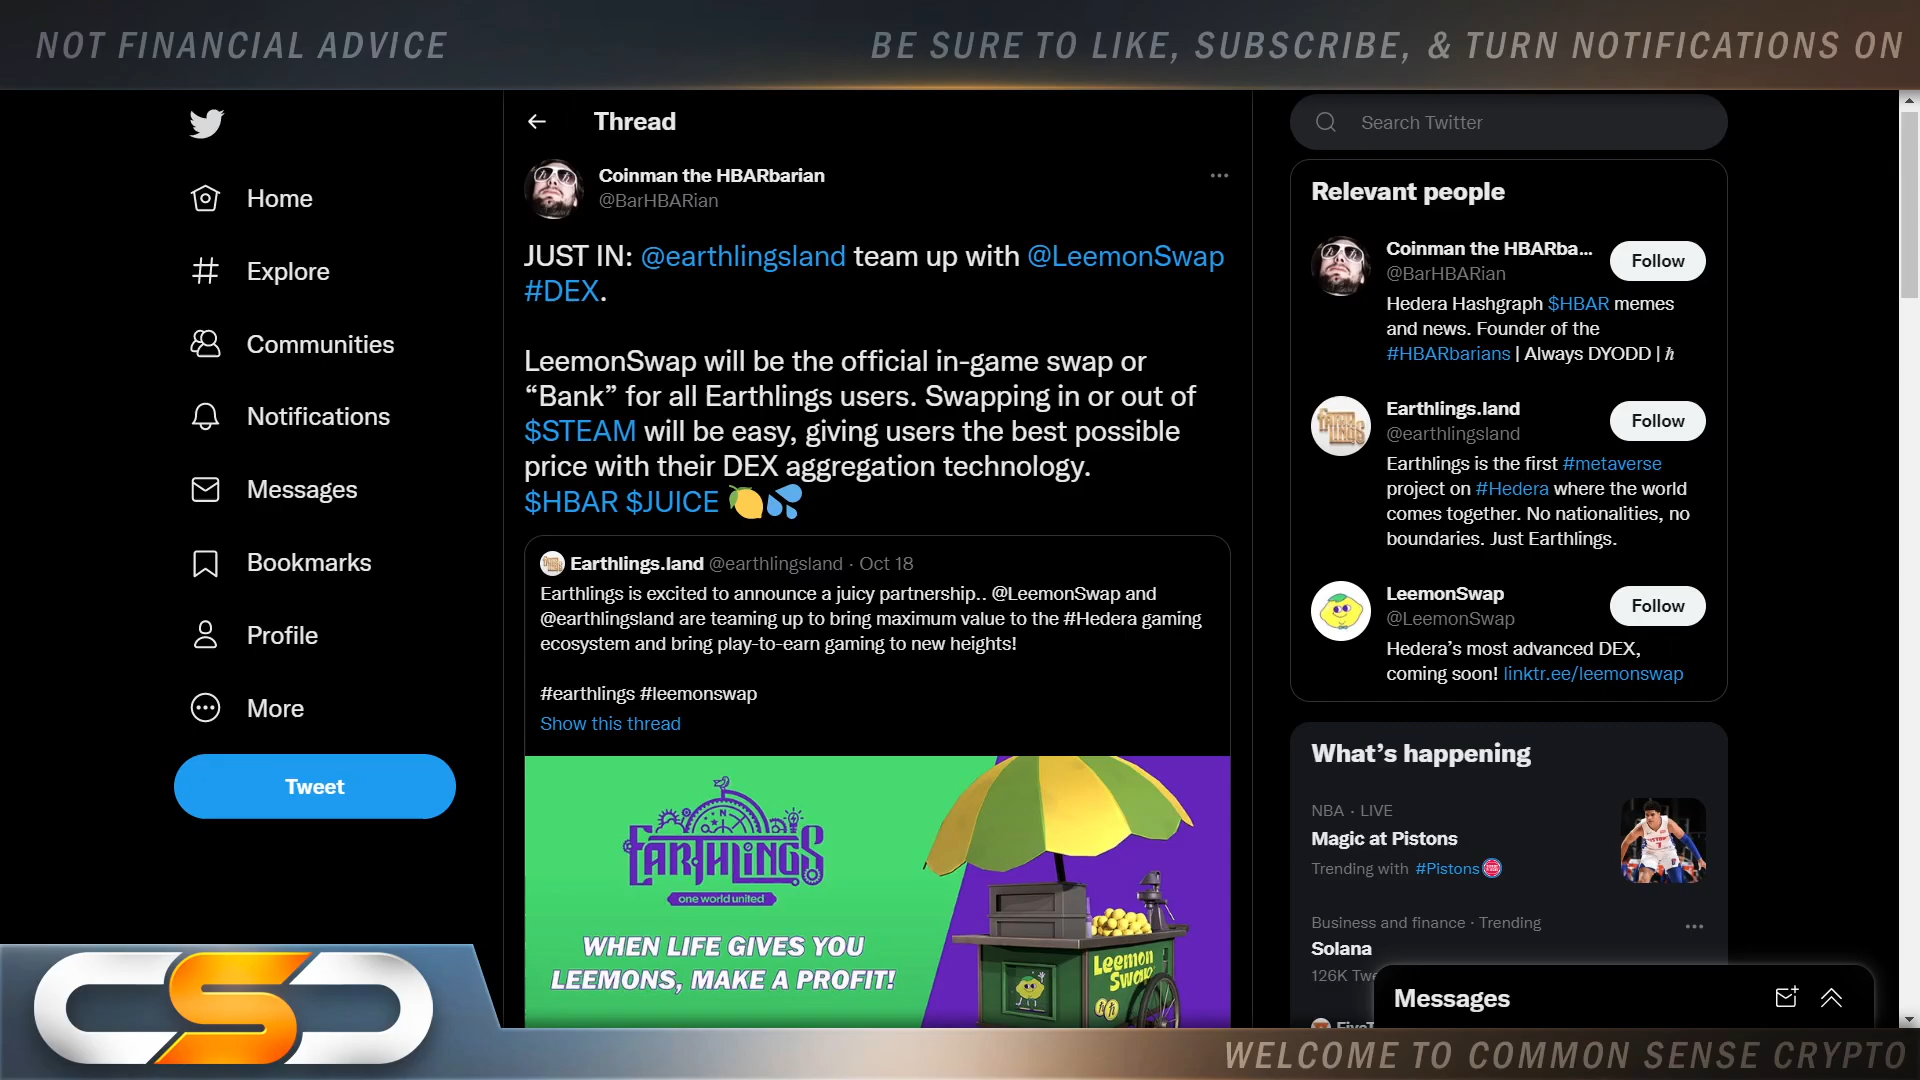 NOT FINANCIAL ADVICE
BE SURE TO LIKE, SUBSCRIBE, & TURN NOTIFICATIONS ON
Home
Explore
Communities
Notifications
Messages
Bookmarks
Profile
More
Tweet
Thread
Coinman the HBARbarian
@BarHBARian
JUST IN: @earthlingsland team up with @LeemonSwap
#DEX.
LeemonSwap will be the official in-game swap or
“Bank” for all Earthlings users. Swapping in or out of
$STEAM will be easy, giving users the best possible
price with their DEX aggregation technology.
$HBAR $JUICE 🍋💦
Earthlings.land @earthlingsland · Oct 18
Earthlings is excited to announce a juicy partnership.. @LeemonSwap and
@earthlingsland are teaming up to bring maximum value to the #Hedera gaming
ecosystem and bring play-to-earn gaming to new heights!
#earthlings #leemonswap
Show this thread
EARTHLINGS
one world united
WHEN LIFE GIVES YOU
LEEMONS, MAKE A PROFIT!
Leemon
Swap
Search Twitter
Relevant people
Coinman the HBARba...
@BarHBARian
Follow
Hedera Hashgraph $HBAR memes
and news. Founder of the
#HBARbarians | Always DYODD | ℏ
Earthlings.land
@earthlingsland
Follow
Earthlings is the first #metaverse
project on #Hedera where the world
comes together. No nationalities, no
boundaries. Just Earthlings.
LeemonSwap
@LeemonSwap
Follow
Hedera’s most advanced DEX,
coming soon! linktr.ee/leemonswap
What’s happening
NBA · LIVE
Magic at Pistons
Trending with #Pistons
Business and finance · Trending
Solana
126K Twe
Messages
CSC
WELCOME TO COMMON SENSE CRYPTO